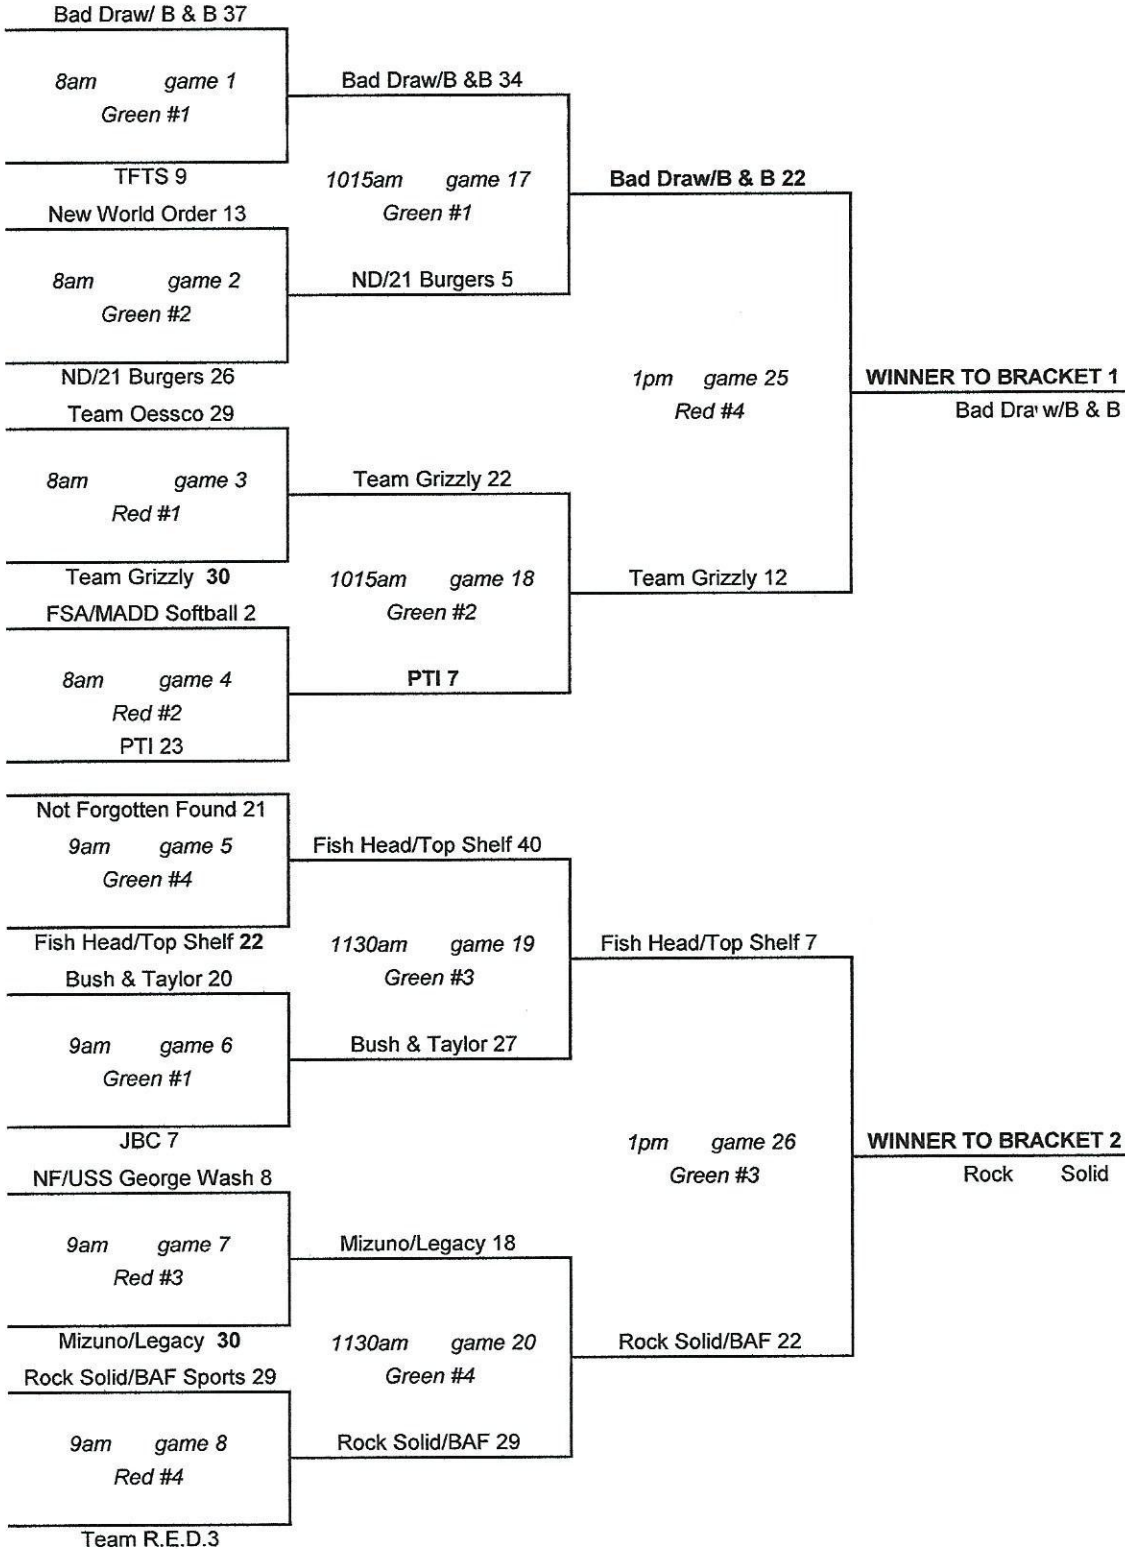 Bad Draw/ B & B 37
8am game 1
Green #1
TFTS 9
New World Order 13
8am game 2
Green #2
ND/21 Burgers 26
Team Oessco 29
8am game 3
Red #1
Team Grizzly 30
FSA/MADD Softball 2
8am game 4
Red #2
PTI 23
Not Forgotten Found 21
9am game 5
Green #4
Fish Head/Top Shelf 22
Bush & Taylor 20
9am game 6
Green #1
JBC 7
NF/USS George Wash 8
9am game 7
Red #3
Mizuno/Legacy 30
Rock Solid/BAF Sports 29
9am game 8
Red #4
Team R.E.D.3
Bad Draw/B &B 34
1015am game 17
Green #1
ND/21 Burgers 5
Team Grizzly 22
1015am game 18
Green #2
PTI 7
Fish Head/Top Shelf 40
1130am game 19
Green #3
Bush & Taylor 27
Mizuno/Legacy 18
1130am game 20
Green #4
Rock Solid/BAF 29
Bad Draw/B & B 22
1pm game 25
Red #4
Team Grizzly 12
Fish Head/Top Shelf 7
1pm game 26
Green #3
Rock Solid/BAF 22
WINNER TO BRACKET 1
Bad Draw/B & B
WINNER TO BRACKET 2
Rock Solid